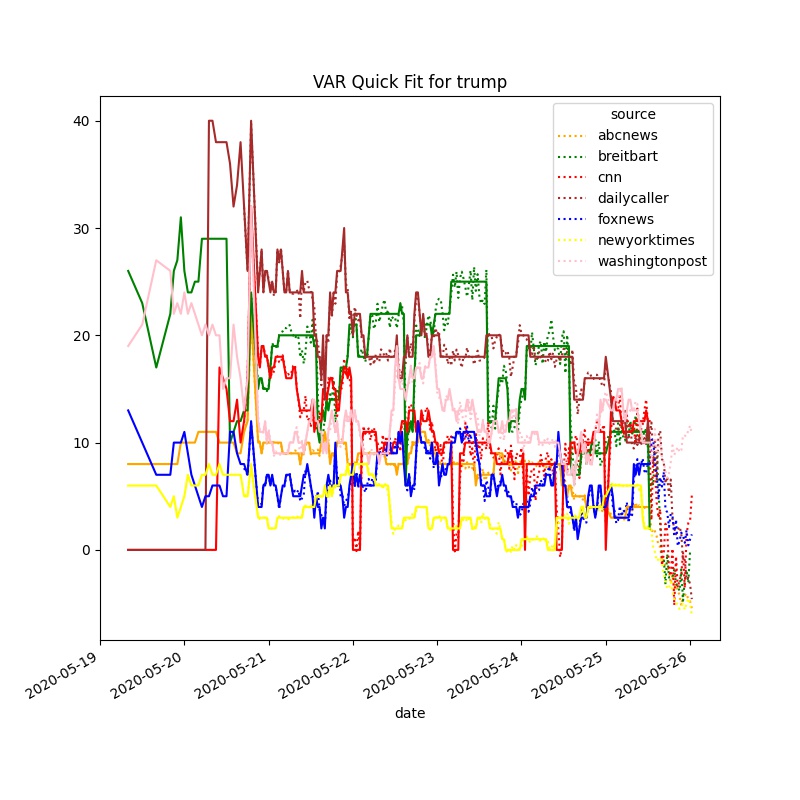 VAR Quick Fit for trump
source
abcnews
breitbart
cnn
dailycaller
foxnews
newyorktimes
washingtonpost
40
30
20
10
0
2020-05-19
2020-05-20
2020-05-21
2020-05-22
2020-05-23
2020-05-24
2020-05-25
2020-05-26
date